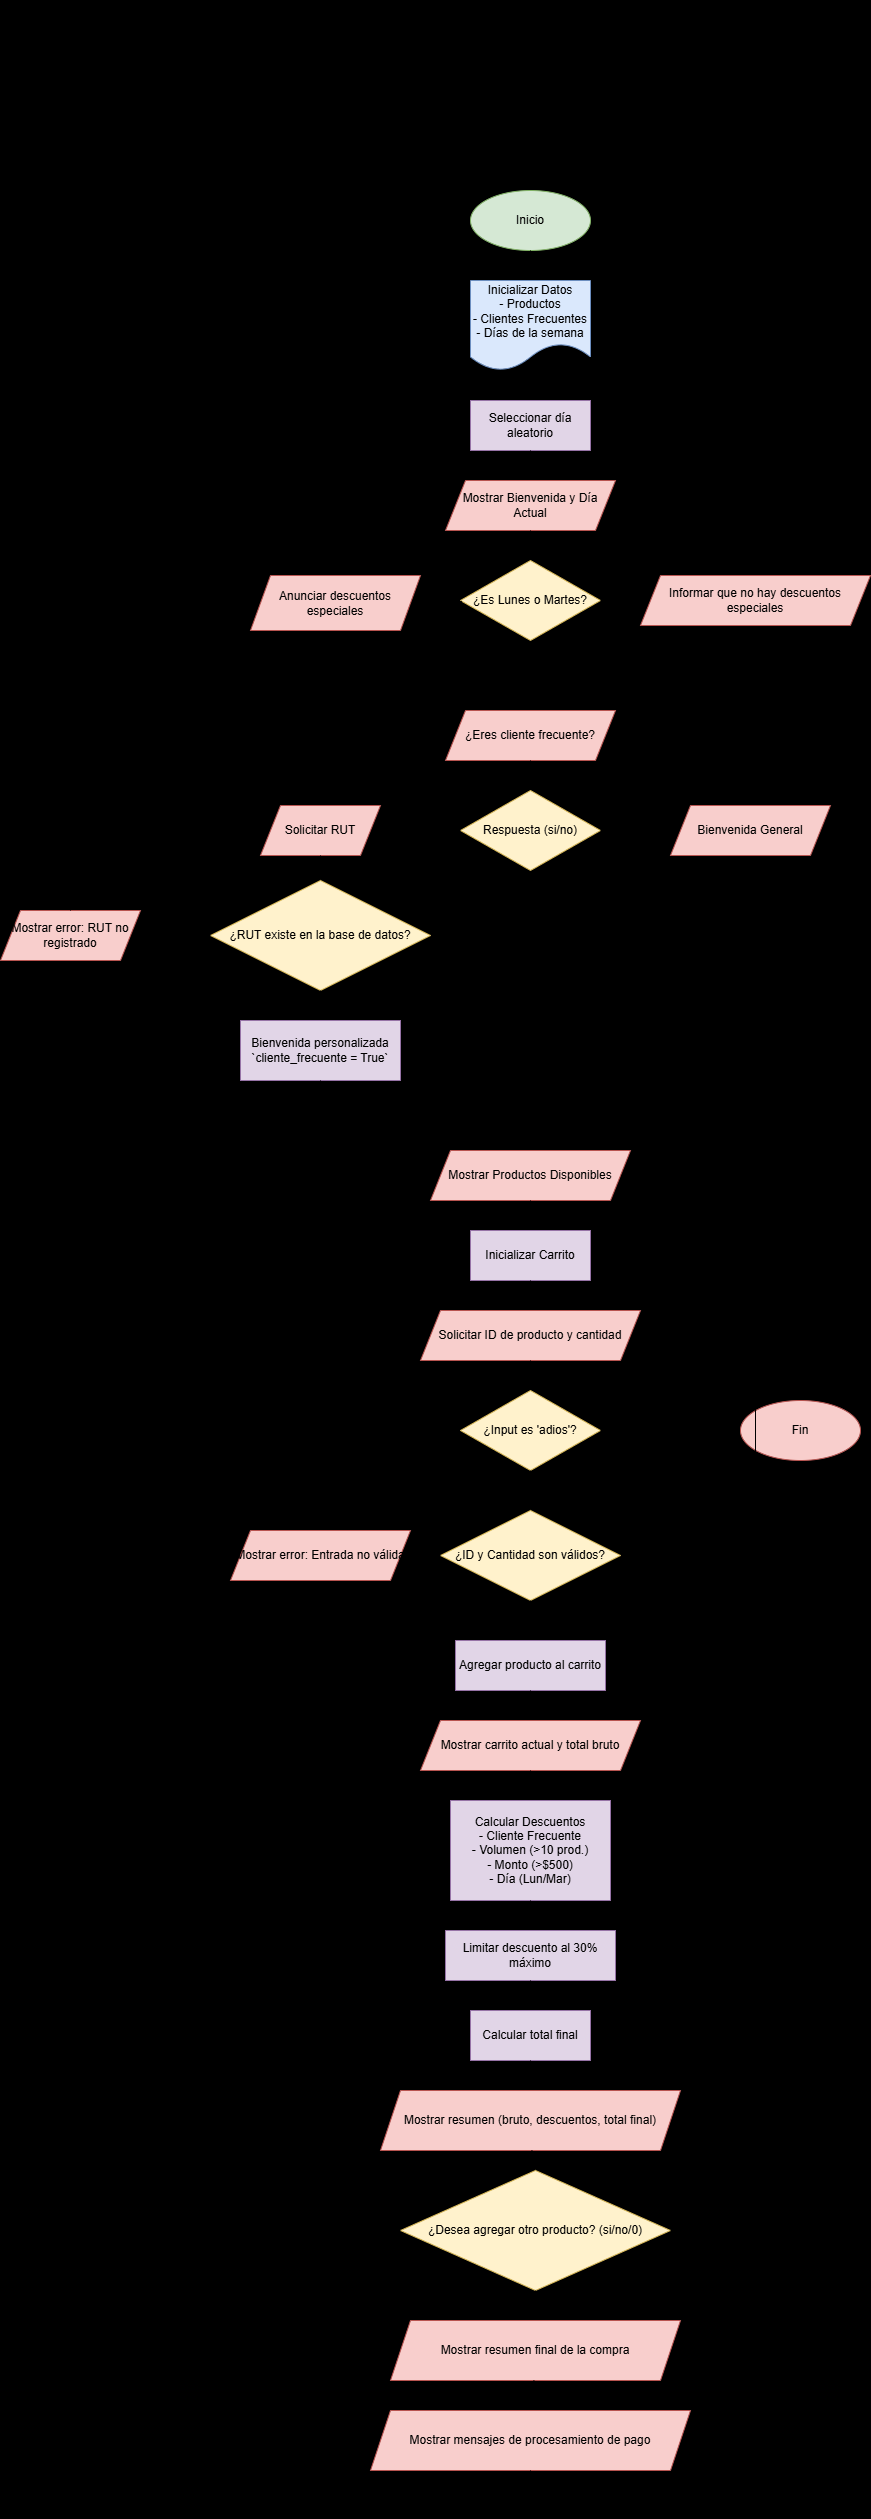 Inicio
Inicializar Datos
- Productos
- Clientes Frecuentes
- Días de la semana
Seleccionar día
aleatorio
Mostrar Bienvenida y Día
Actual
Anunciar descuentos
especiales
¿Es Lunes o Martes?
Informar que no hay descuentos
especiales
¿Eres cliente frecuente?
Solicitar RUT
Respuesta (si/no)
Bienvenida General
Mostrar error: RUT no
registrado
¿RUT existe en la base de datos?
Bienvenida personalizada
`cliente_frecuente = True`
Mostrar Productos Disponibles
Inicializar Carrito
Solicitar ID de producto y cantidad
¿Input es 'adios'?
Fin
Mostrar error: Entrada no válida
¿ID y Cantidad son válidos?
Agregar producto al carrito
Mostrar carrito actual y total bruto
Calcular Descuentos
- Cliente Frecuente
- Volumen (>10 prod.)
- Monto (>$500)
- Día (Lun/Mar)
Limitar descuento al 30%
máximo
Calcular total final
Mostrar resumen (bruto, descuentos, total final)
¿Desea agregar otro producto? (si/no/0)
Mostrar resumen final de la compra
Mostrar mensajes de procesamiento de pago